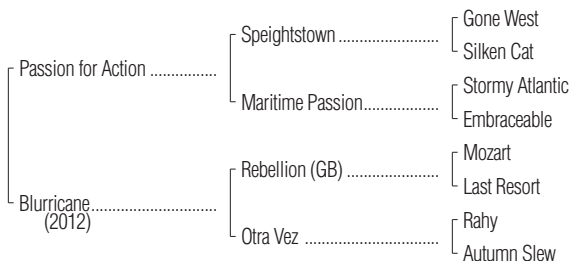 Gone West
Speightstown
Silken Cat
Passion for Action
Stormy Atlantic
Maritime Passion
Embraceable
Mozart
Rebellion (GB)
Last Resort
Blurricane
(2012)
Rahy
Otra Vez
Autumn Slew